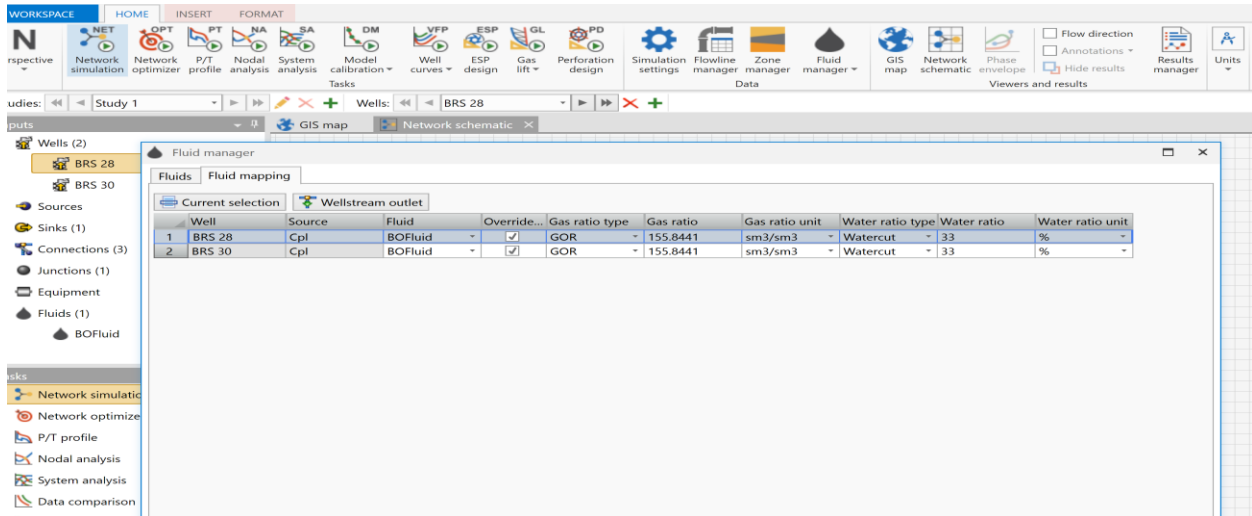 WORKSPACE HOME INSERT FORMAT
N NET OPT PT NA SA DM VFP ESP GL PD
rspective Network simulation Network optimizer P/T profile Nodal analysis System analysis Model calibration Well curves ESP design Gas lift Perforation design Simulation settings Flowline manager Zone manager Fluid manager GIS map Network schematic Phase envelope Flow direction Annotations Hide results Results manager Units
Tasks Data Viewers and results
udies: Study 1 Wells: BRS 28
puts GIS map Network schematic
Wells (2)
BRS 28
BRS 30
Sources
Sinks (1)
Connections (3)
Junctions (1)
Equipment
Fluids (1)
BOFluid
Fluid manager
Fluids Fluid mapping
Current selection Wellstream outlet
Well Source Fluid Override... Gas ratio type Gas ratio Gas ratio unit Water ratio type Water ratio Water ratio unit
1 BRS 28 Cpl BOFluid GOR 155.8441 sm3/sm3 Watercut 33 %
2 BRS 30 Cpl BOFluid GOR 155.8441 sm3/sm3 Watercut 33 %
asks
Network simulatic
Network optimize
P/T profile
Nodal analysis
System analysis
Data comparison